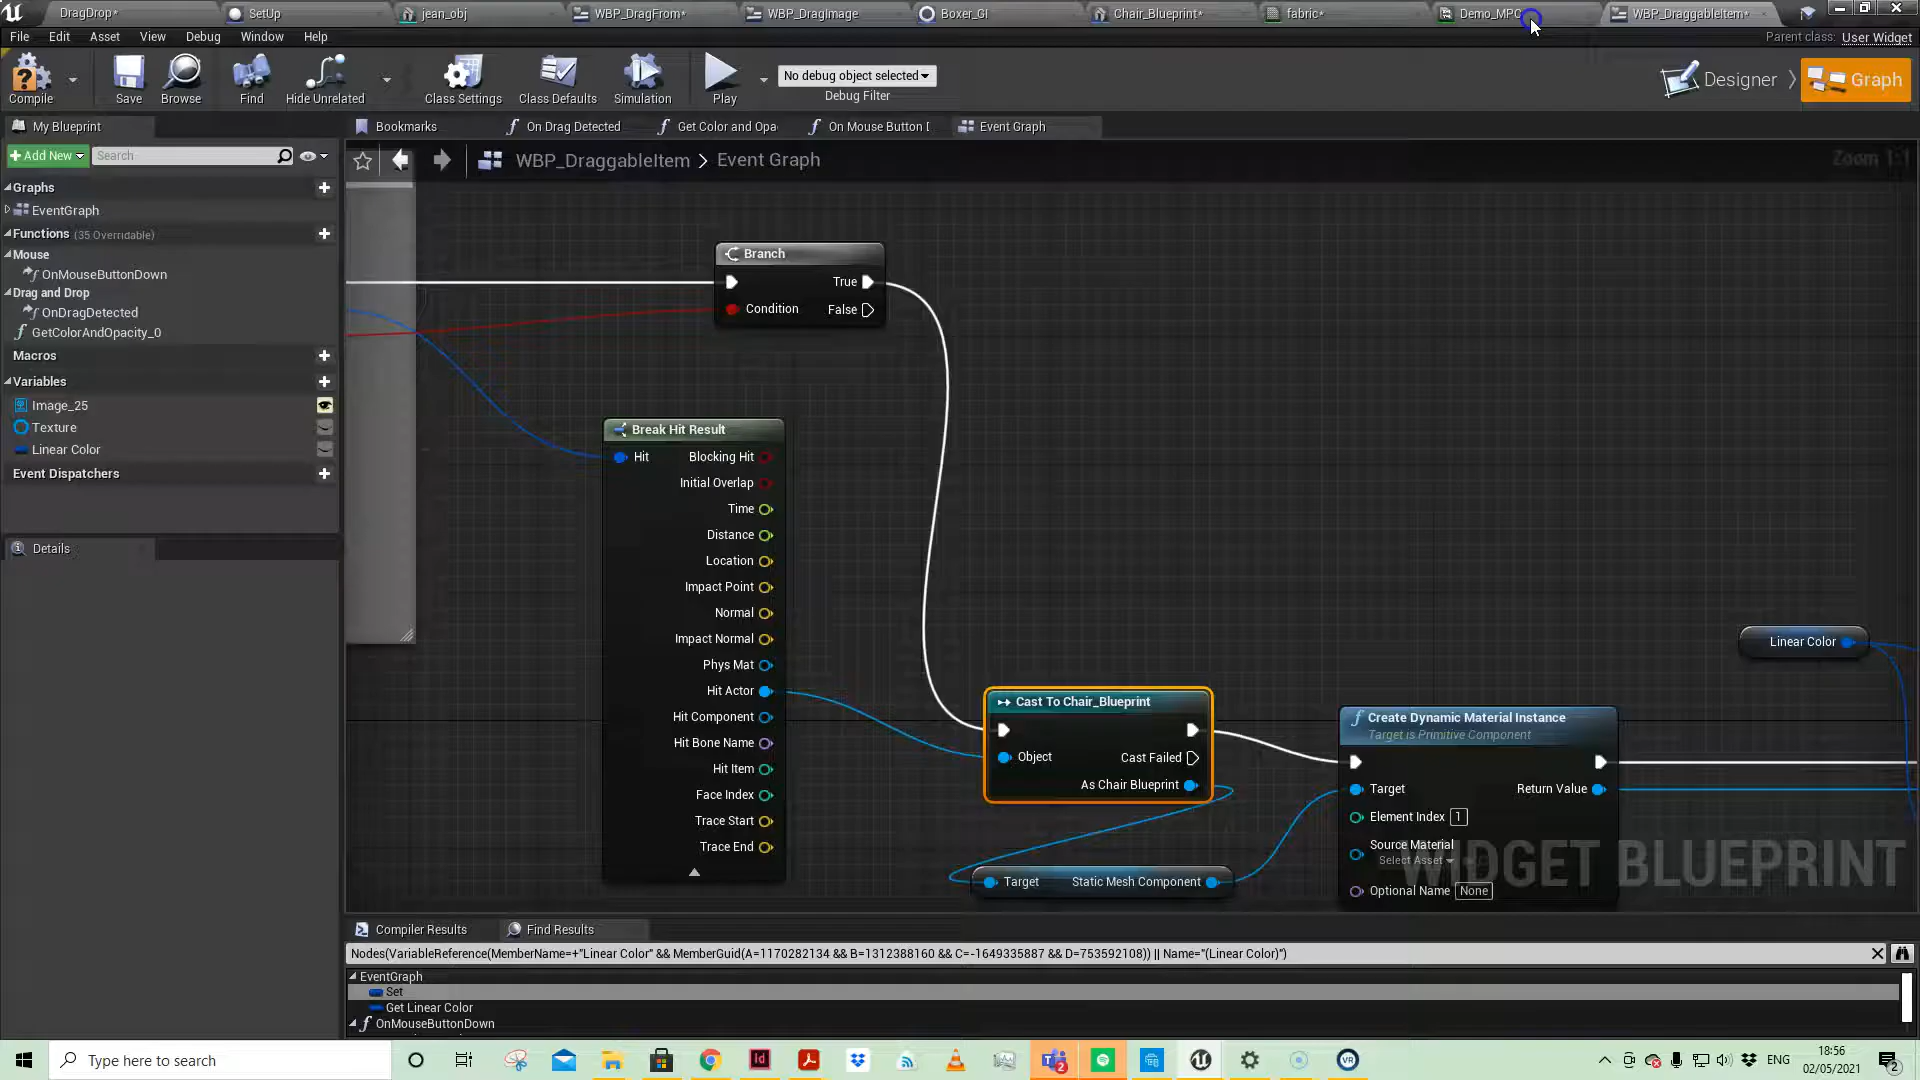 DragDrop*
SetUp
jean_obj
WBP_DragFrom*
WBP_DragImage
Boxer_GI
Chair_Blueprint*
fabric*
Demo_MPC
WBP_DraggableItem*
File
Edit
Asset
View
Debug
Window
Help
Parent class: User Widget
Compile
Save
Browse
Find
Hide Unrelated
Class Settings
Class Defaults
Simulation
Play
No debug object selected
Debug Filter
Designer
Graph
My Blueprint
Add New
Search
Graphs
EventGraph
Functions (35 Overridable)
Mouse
OnMouseButtonDown
Drag and Drop
OnDragDetected
GetColorAndOpacity_0
Macros
Variables
Image_25
Texture
Linear Color
Event Dispatchers
Details
Bookmarks
On Drag Detected
Get Color and Opa
On Mouse Button D
Event Graph
WBP_DraggableItem > Event Graph
Zoom 1:1
Branch
True
Condition
False
Break Hit Result
Hit
Blocking Hit
Initial Overlap
Time
Distance
Location
Impact Point
Normal
Impact Normal
Phys Mat
Hit Actor
Hit Component
Hit Bone Name
Hit Item
Face Index
Trace Start
Trace End
Cast To Chair_Blueprint
Object
Cast Failed
As Chair Blueprint
Target
Static Mesh Component
Linear Color
Create Dynamic Material Instance
Target is Primitive Component
Target
Return Value
Element Index 1
Source Material
Select Asset
Optional Name None
WIDGET BLUEPRINT
Compiler Results
Find Results
Nodes(VariableReference(MemberName=+"Linear Color" && MemberGuid(A=1170282134 && B=1312388160 && C=-1649335887 && D=753592108)) || Name="(Linear Color)")
EventGraph
Set
Get Linear Color
OnMouseButtonDown
Type here to search
ENG
18:56
02/05/2021